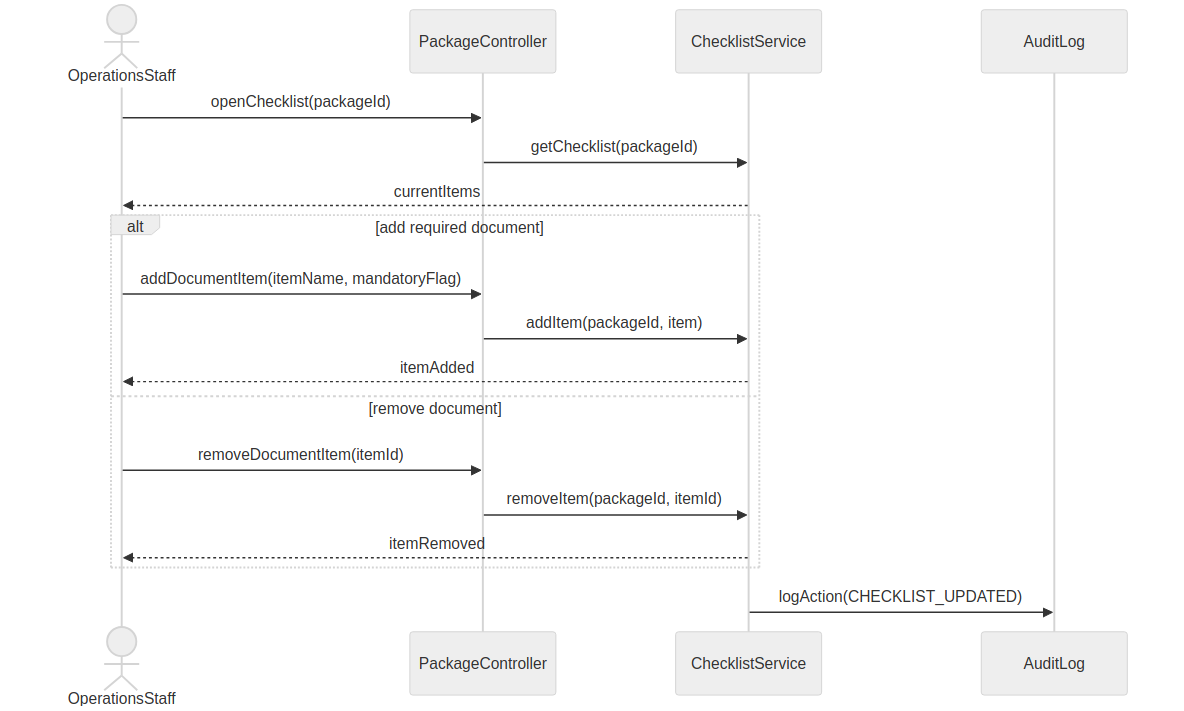 OperationsStaff
PackageController
ChecklistService
AuditLog
openChecklist(packageId)
getChecklist(packageId)
currentItems
alt
[add required document]
addDocumentItem(itemName, mandatoryFlag)
addItem(packageId, item)
itemAdded
[remove document]
removeDocumentItem(itemId)
removeItem(packageId, itemId)
itemRemoved
logAction(CHECKLIST_UPDATED)
OperationsStaff
PackageController
ChecklistService
AuditLog